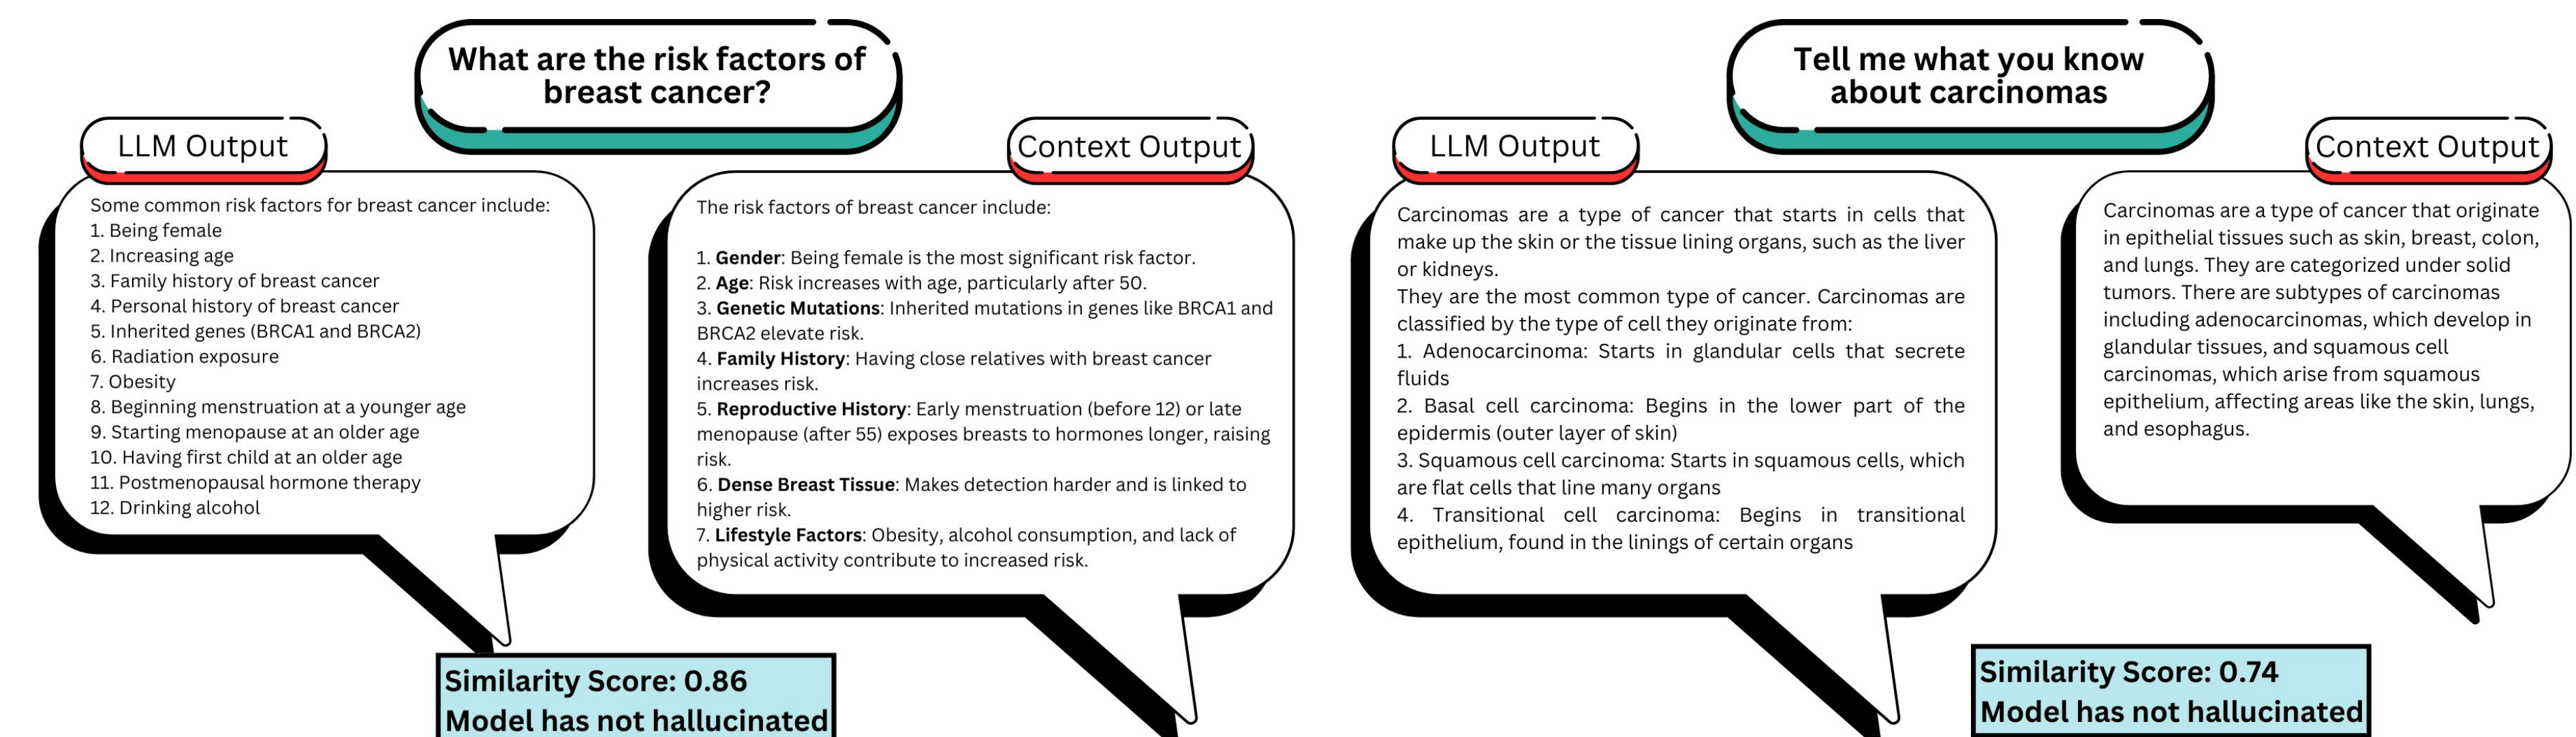 What are the risk factors of
breast cancer?
LLM Output
Some common risk factors for breast cancer include:
1. Being female
2. Increasing age
3. Family history of breast cancer
4. Personal history of breast cancer
5. Inherited genes (BRCA1 and BRCA2)
6. Radiation exposure
7. Obesity
8. Beginning menstruation at a younger age
9. Starting menopause at an older age
10. Having first child at an older age
11. Postmenopausal hormone therapy
12. Drinking alcohol
Context Output
The risk factors of breast cancer include:
1. Gender: Being female is the most significant risk factor.
2. Age: Risk increases with age, particularly after 50.
3. Genetic Mutations: Inherited mutations in genes like BRCA1 and
BRCA2 elevate risk.
4. Family History: Having close relatives with breast cancer
increases risk.
5. Reproductive History: Early menstruation (before 12) or late
menopause (after 55) exposes breasts to hormones longer, raising
risk.
6. Dense Breast Tissue: Makes detection harder and is linked to
higher risk.
7. Lifestyle Factors: Obesity, alcohol consumption, and lack of
physical activity contribute to increased risk.
Similarity Score: 0.86
Model has not hallucinated
Tell me what you know
about carcinomas
LLM Output
Carcinomas are a type of cancer that starts in cells that
make up the skin or the tissue lining organs, such as the liver
or kidneys.
They are the most common type of cancer. Carcinomas are
classified by the type of cell they originate from:
1. Adenocarcinoma: Starts in glandular cells that secrete
fluids
2. Basal cell carcinoma: Begins in the lower part of the
epidermis (outer layer of skin)
3. Squamous cell carcinoma: Starts in squamous cells, which
are flat cells that line many organs
4. Transitional cell carcinoma: Begins in transitional
epithelium, found in the linings of certain organs
Context Output
Carcinomas are a type of cancer that originate
in epithelial tissues such as skin, breast, colon,
and lungs. They are categorized under solid
tumors. There are subtypes of carcinomas
including adenocarcinomas, which develop in
glandular tissues, and squamous cell
carcinomas, which arise from squamous
epithelium, affecting areas like the skin, lungs,
and esophagus.
Similarity Score: 0.74
Model has not hallucinated